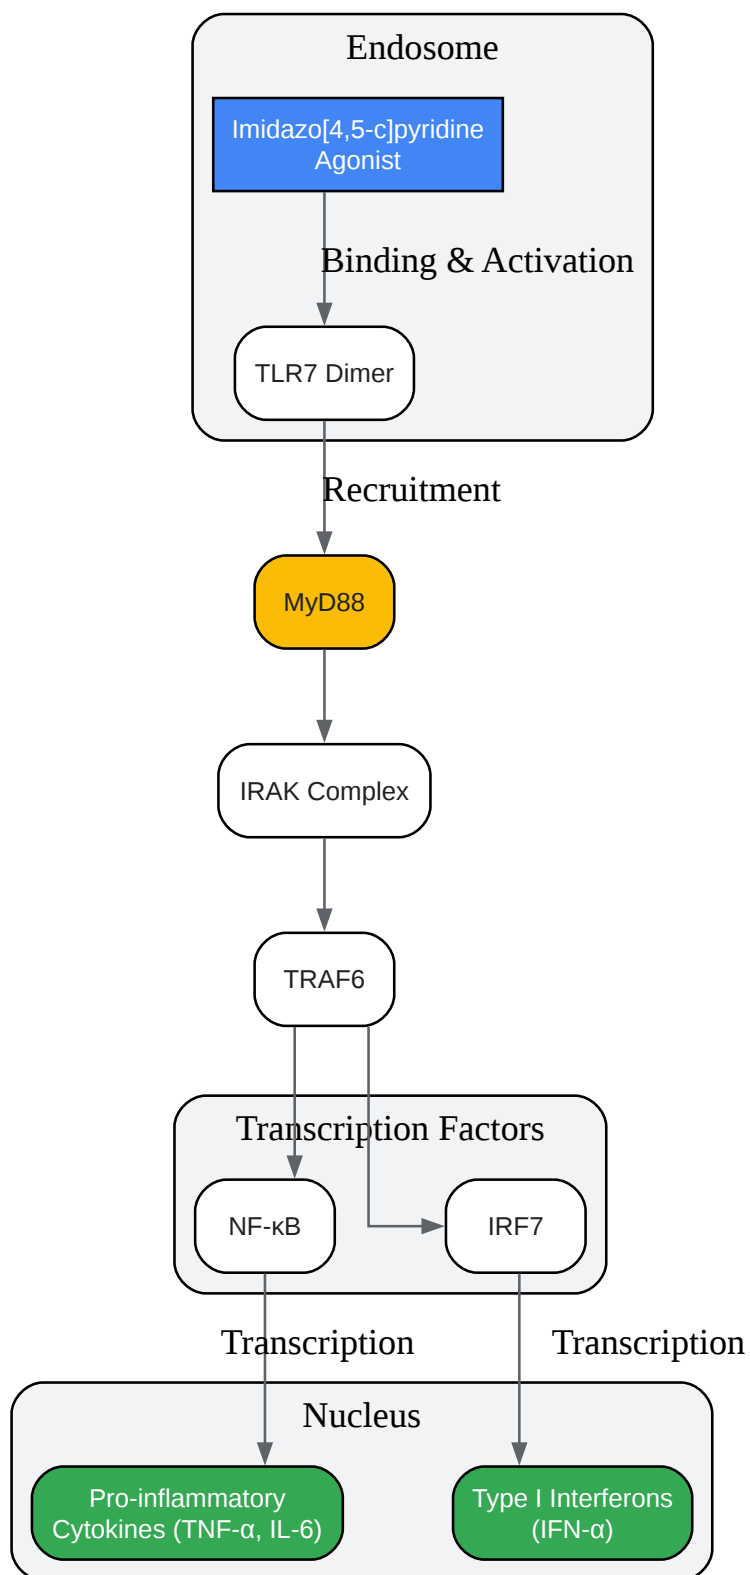 Endosome
Imidazo[4,5-c]pyridine
Agonist
Binding & Activation
TLR7 Dimer
Recruitment
MyD88
IRAK Complex
TRAF6
Transcription Factors
NF-κB
IRF7
Transcription
Transcription
Nucleus
Pro-inflammatory
Cytokines (TNF-α, IL-6)
Type I Interferons
(IFN-α)